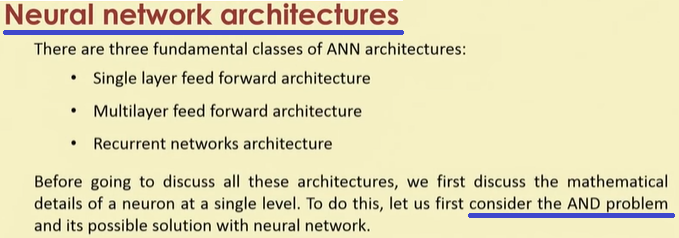 Neural network architectures
There are three fundamental classes of ANN architectures:
• Single layer feed forward architecture
• Multilayer feed forward architecture
• Recurrent networks architecture
Before going to discuss all these architectures, we first discuss the mathematical
details of a neuron at a single level. To do this, let us first consider the AND problem
and its possible solution with neural network.